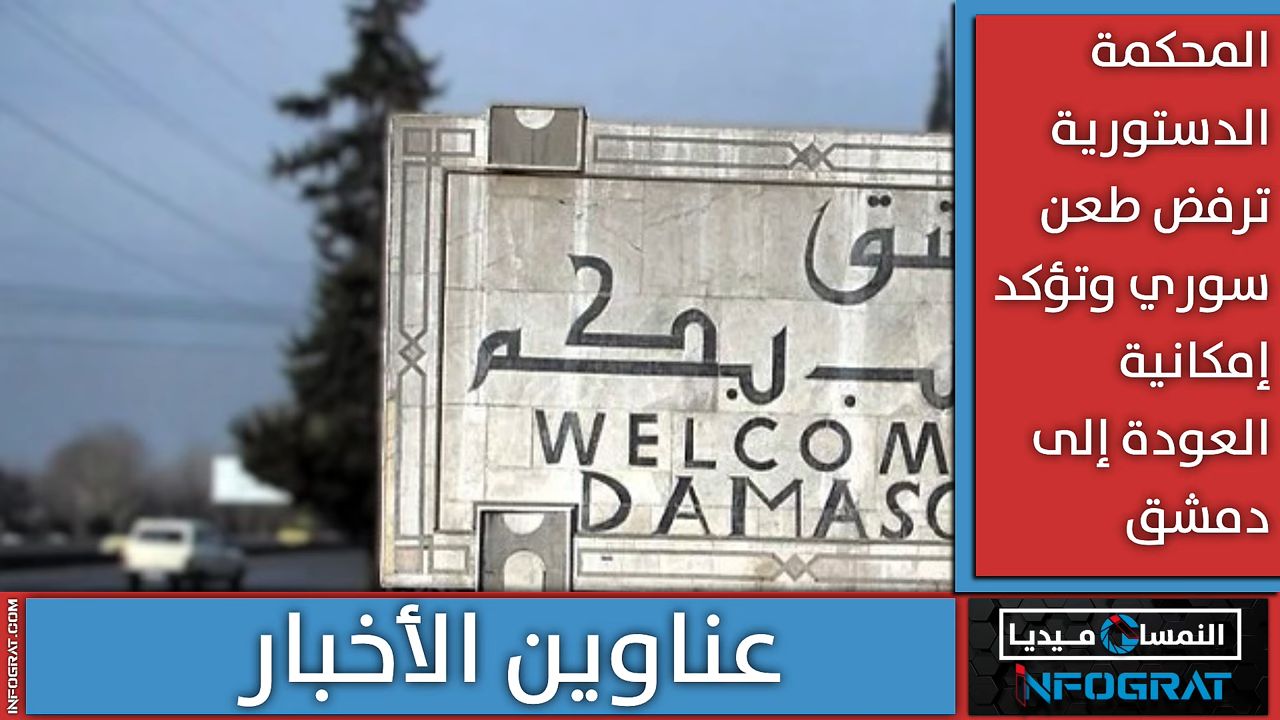 المحكمة
الدستورية
ترفض طعن
سوري وتؤكد
إمكانية
العودة إلى
دمشق
بكم
WELCOM
DAMASC
عناوين الأخبار
النمسا ميديا
INFOGRAT
INFOGRAT.COM